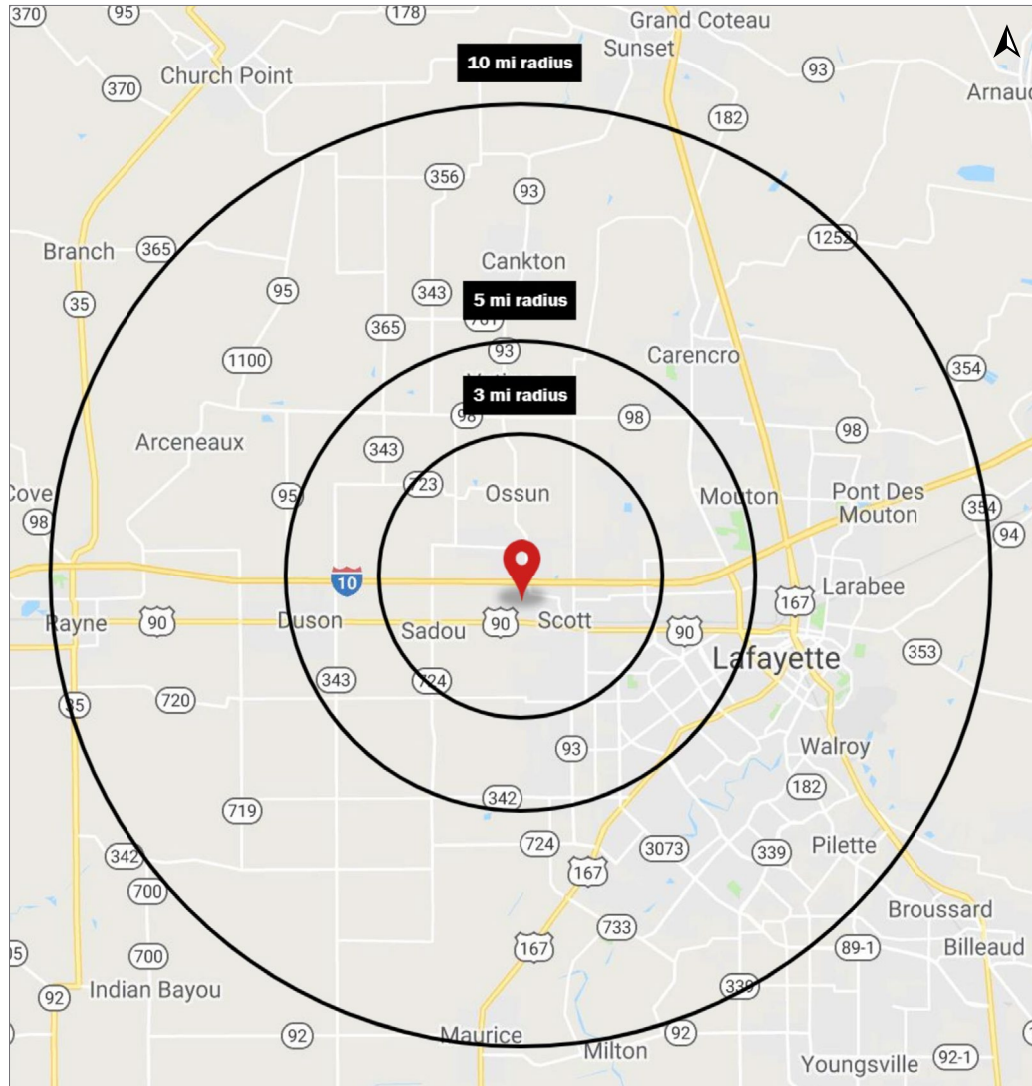 370
95
178
Grand Coteau
Sunset
10 mi radius
Church Point
93
370
Arnaud
182
356
93
1252
Branch
365
Cankton
95
343
5 mi radius
35
365
93
Carencro
1100
354
3 mi radius
98
98
98
Arceneaux
343
723
Ossun
95
Mouton
Pont Des
Mouton
Cove
354
98
94
10
Larabee
167
Rayne
90
Duson
Sadou
90
Scott
90
Lafayette
353
343
724
720
35
93
Walroy
182
342
719
724
3073
339
Pilette
342
167
700
Broussard
733
89-1
Billeaud
167
05
700
Indian Bayou
92
339
92
Maurice
92
Milton
92-1
Youngsville